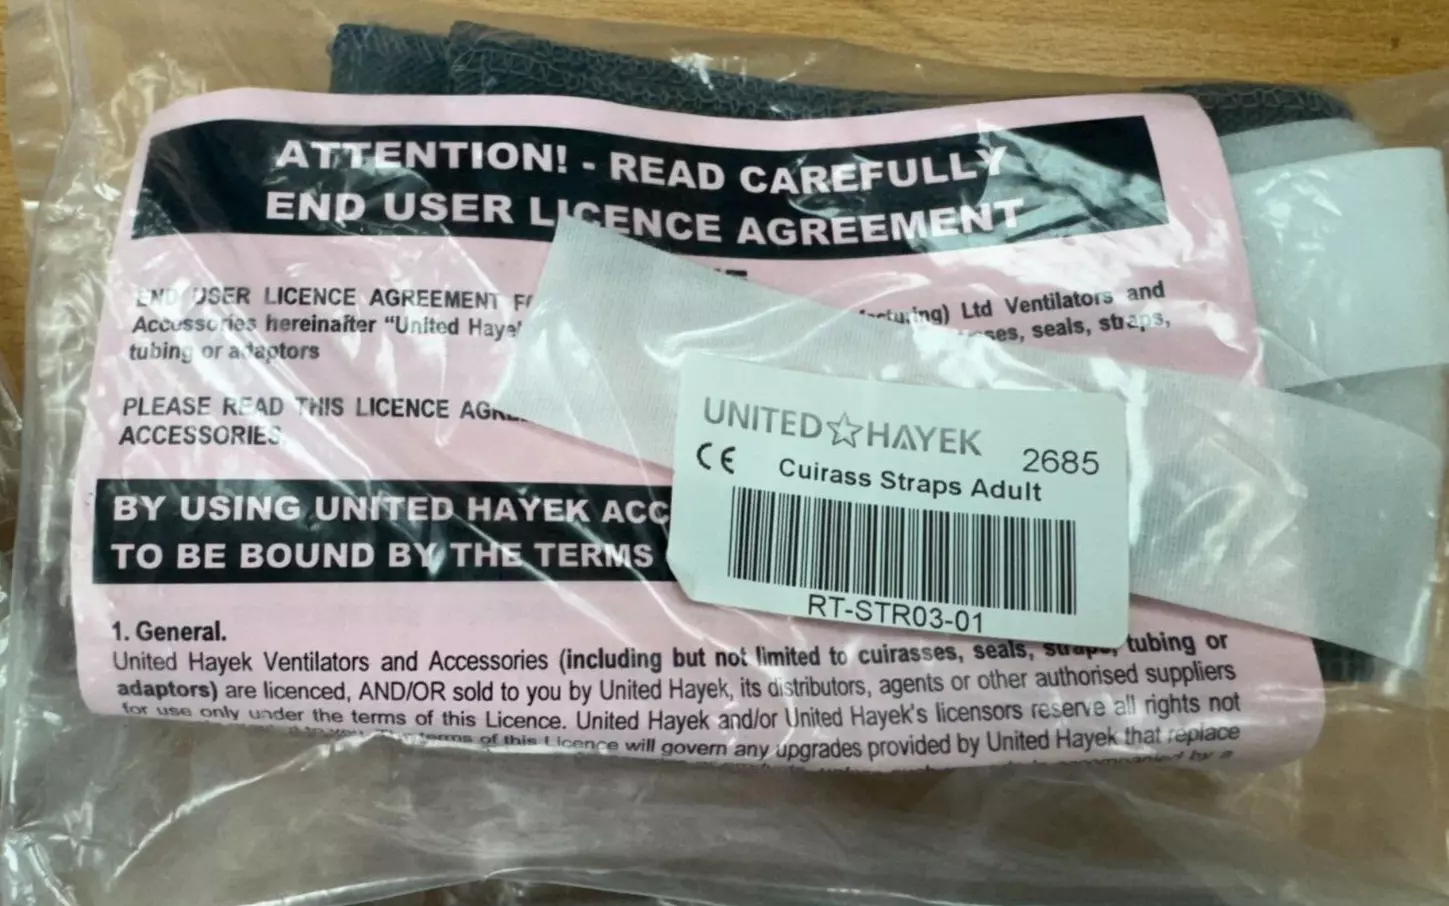 ATTENTION! - READ CAREFULLY
END USER LICENCE AGREEMENT
END USER LICENCE AGREEMENT
Accessories hereinafter "United
tubing or adaptors
Ltd Ventilators and
seals, straps,
PLEASE READ THIS LICENCE
ACCESSORIES
BY USING UNITED HAYEK
TO BE BOUND BY THE TERMS
UNITED☆HAYEK
CE 2685
Cuirass Straps Adult
RT-STR03-01
1. General.
United Hayek Ventilators and Accessories (including but not limited to cuirasses, seals, straps, tubing or
adaptors) are licenced, AND/OR sold to you by United Hayek, its distributors, agents or other authorised suppliers
for use only under the terms of this Licence. United Hayek and/or United Hayek's licensors reserve all rights not
to you. The terms of this Licence will govern any upgrades provided by United Hayek that replace
accompanied by a